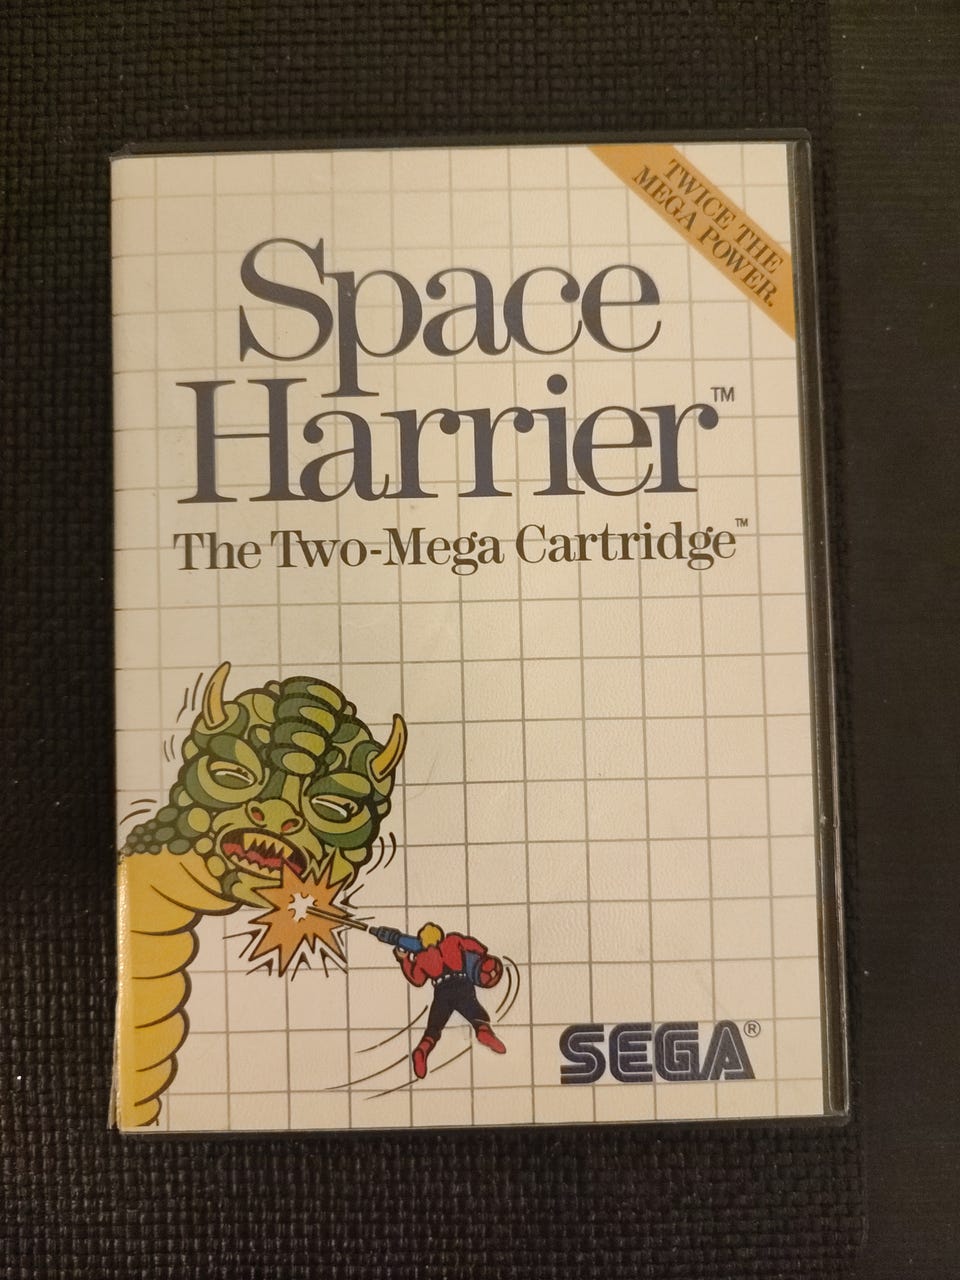 TWICE THE
MEGA POWER.
Space
Harrier™
The Two-Mega Cartridge™
SEGA®